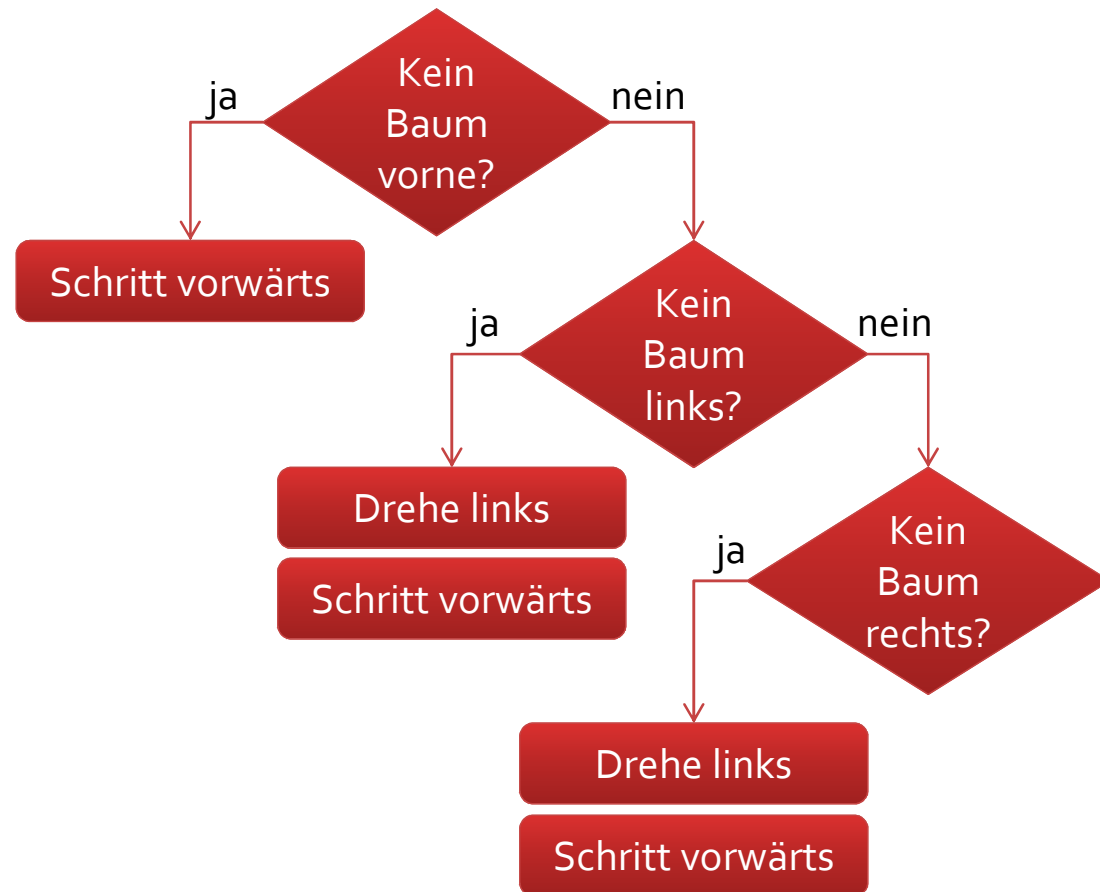 Kein
Baum
vorne?
ja
nein
Schritt vorwärts
Kein
Baum
links?
ja
nein
Drehe links
Schritt vorwärts
Kein
Baum
rechts?
ja
Drehe links
Schritt vorwärts